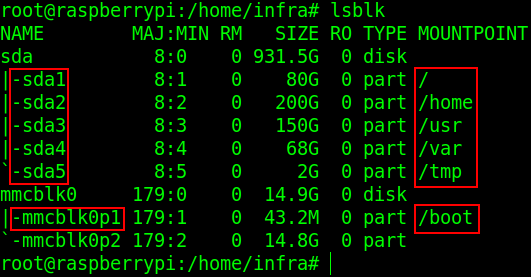 root@raspberrypi:/home/infra# lsblk
NAME        MAJ:MIN RM   SIZE RO TYPE MOUNTPOINT
sda           8:0    0 931.5G  0 disk
|-sda1        8:1    0    80G  0 part /
|-sda2        8:2    0   200G  0 part /home
|-sda3        8:3    0   150G  0 part /usr
|-sda4        8:4    0    68G  0 part /var
`-sda5        8:5    0     2G  0 part /tmp
mmcblk0     179:0    0  14.9G  0 disk
|-mmcblk0p1 179:1    0  43.2M  0 part /boot
`-mmcblk0p2 179:2    0  14.8G  0 part
root@raspberrypi:/home/infra#